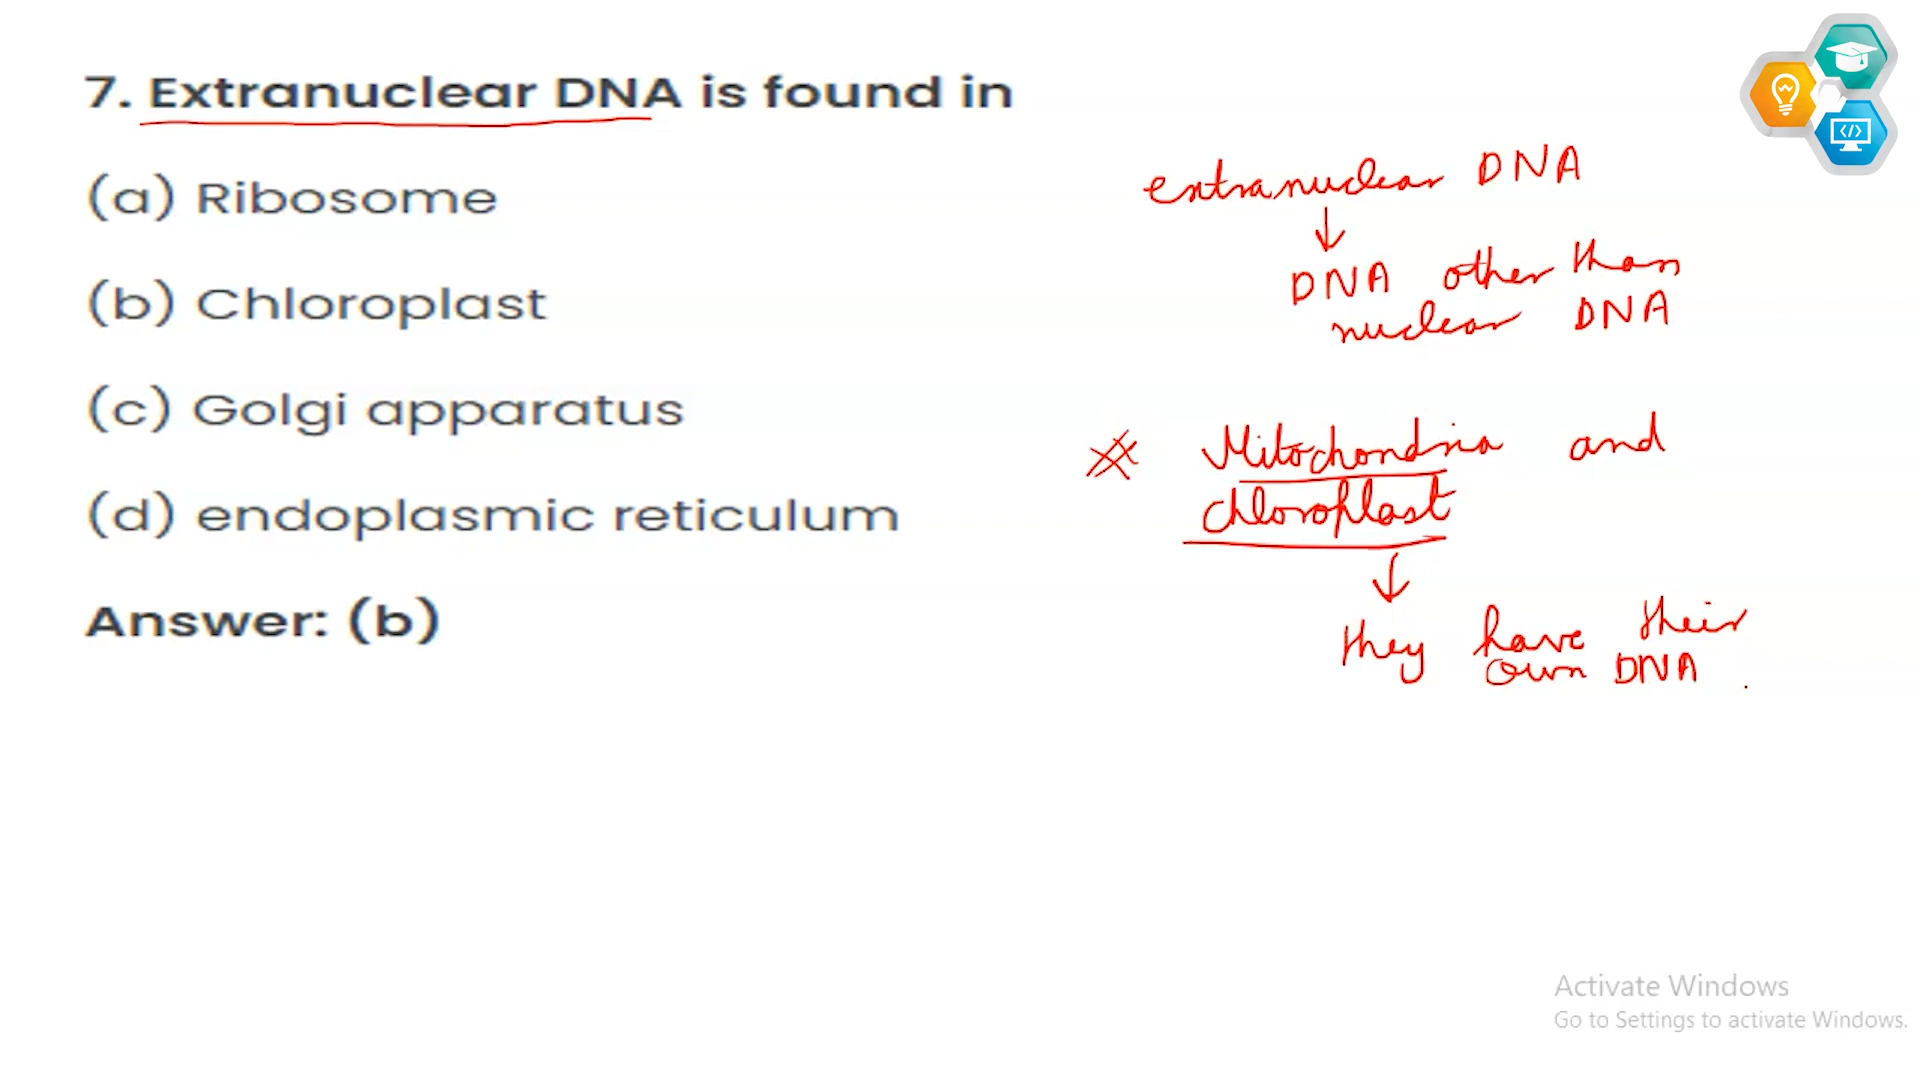 7. Extranuclear DNA is found in
(a) Ribosome
(b) Chloroplast
(c) Golgi apparatus
(d) endoplasmic reticulum
Answer: (b)
extranuclear DNA
↓
DNA other than
nuclear DNA
Mitochondria and
chloroplast
↓
they have their
own DNA.
</>
Activate Windows
Go to Settings to activate Windows.